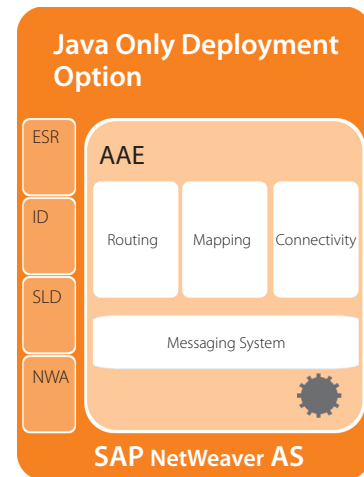 Java Only Deployment
Option
ESR
ID
SLD
NWA
AAE
Routing
Mapping
Connectivity
Messaging System
SAP NetWeaver AS